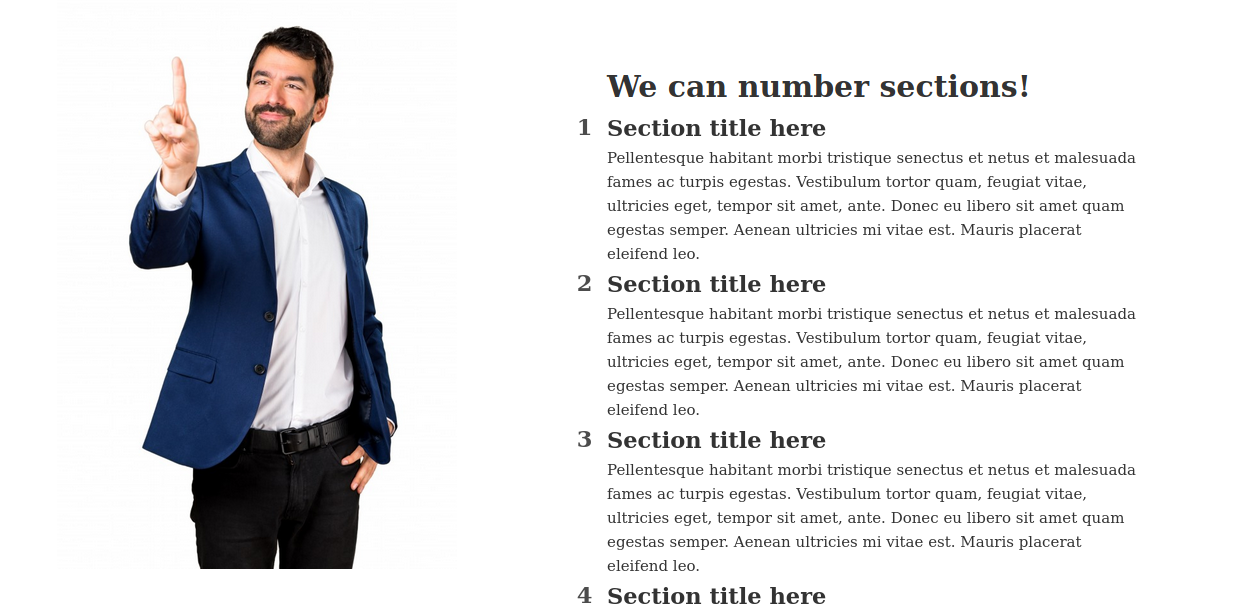 We can number sections!
1 Section title here
Pellentesque habitant morbi tristique senectus et netus et malesuada
fames ac turpis egestas. Vestibulum tortor quam, feugiat vitae,
ultricies eget, tempor sit amet, ante. Donec eu libero sit amet quam
egestas semper. Aenean ultricies mi vitae est. Mauris placerat
eleifend leo.
2 Section title here
Pellentesque habitant morbi tristique senectus et netus et malesuada
fames ac turpis egestas. Vestibulum tortor quam, feugiat vitae,
ultricies eget, tempor sit amet, ante. Donec eu libero sit amet quam
egestas semper. Aenean ultricies mi vitae est. Mauris placerat
eleifend leo.
3 Section title here
Pellentesque habitant morbi tristique senectus et netus et malesuada
fames ac turpis egestas. Vestibulum tortor quam, feugiat vitae,
ultricies eget, tempor sit amet, ante. Donec eu libero sit amet quam
egestas semper. Aenean ultricies mi vitae est. Mauris placerat
eleifend leo.
4 Section title here